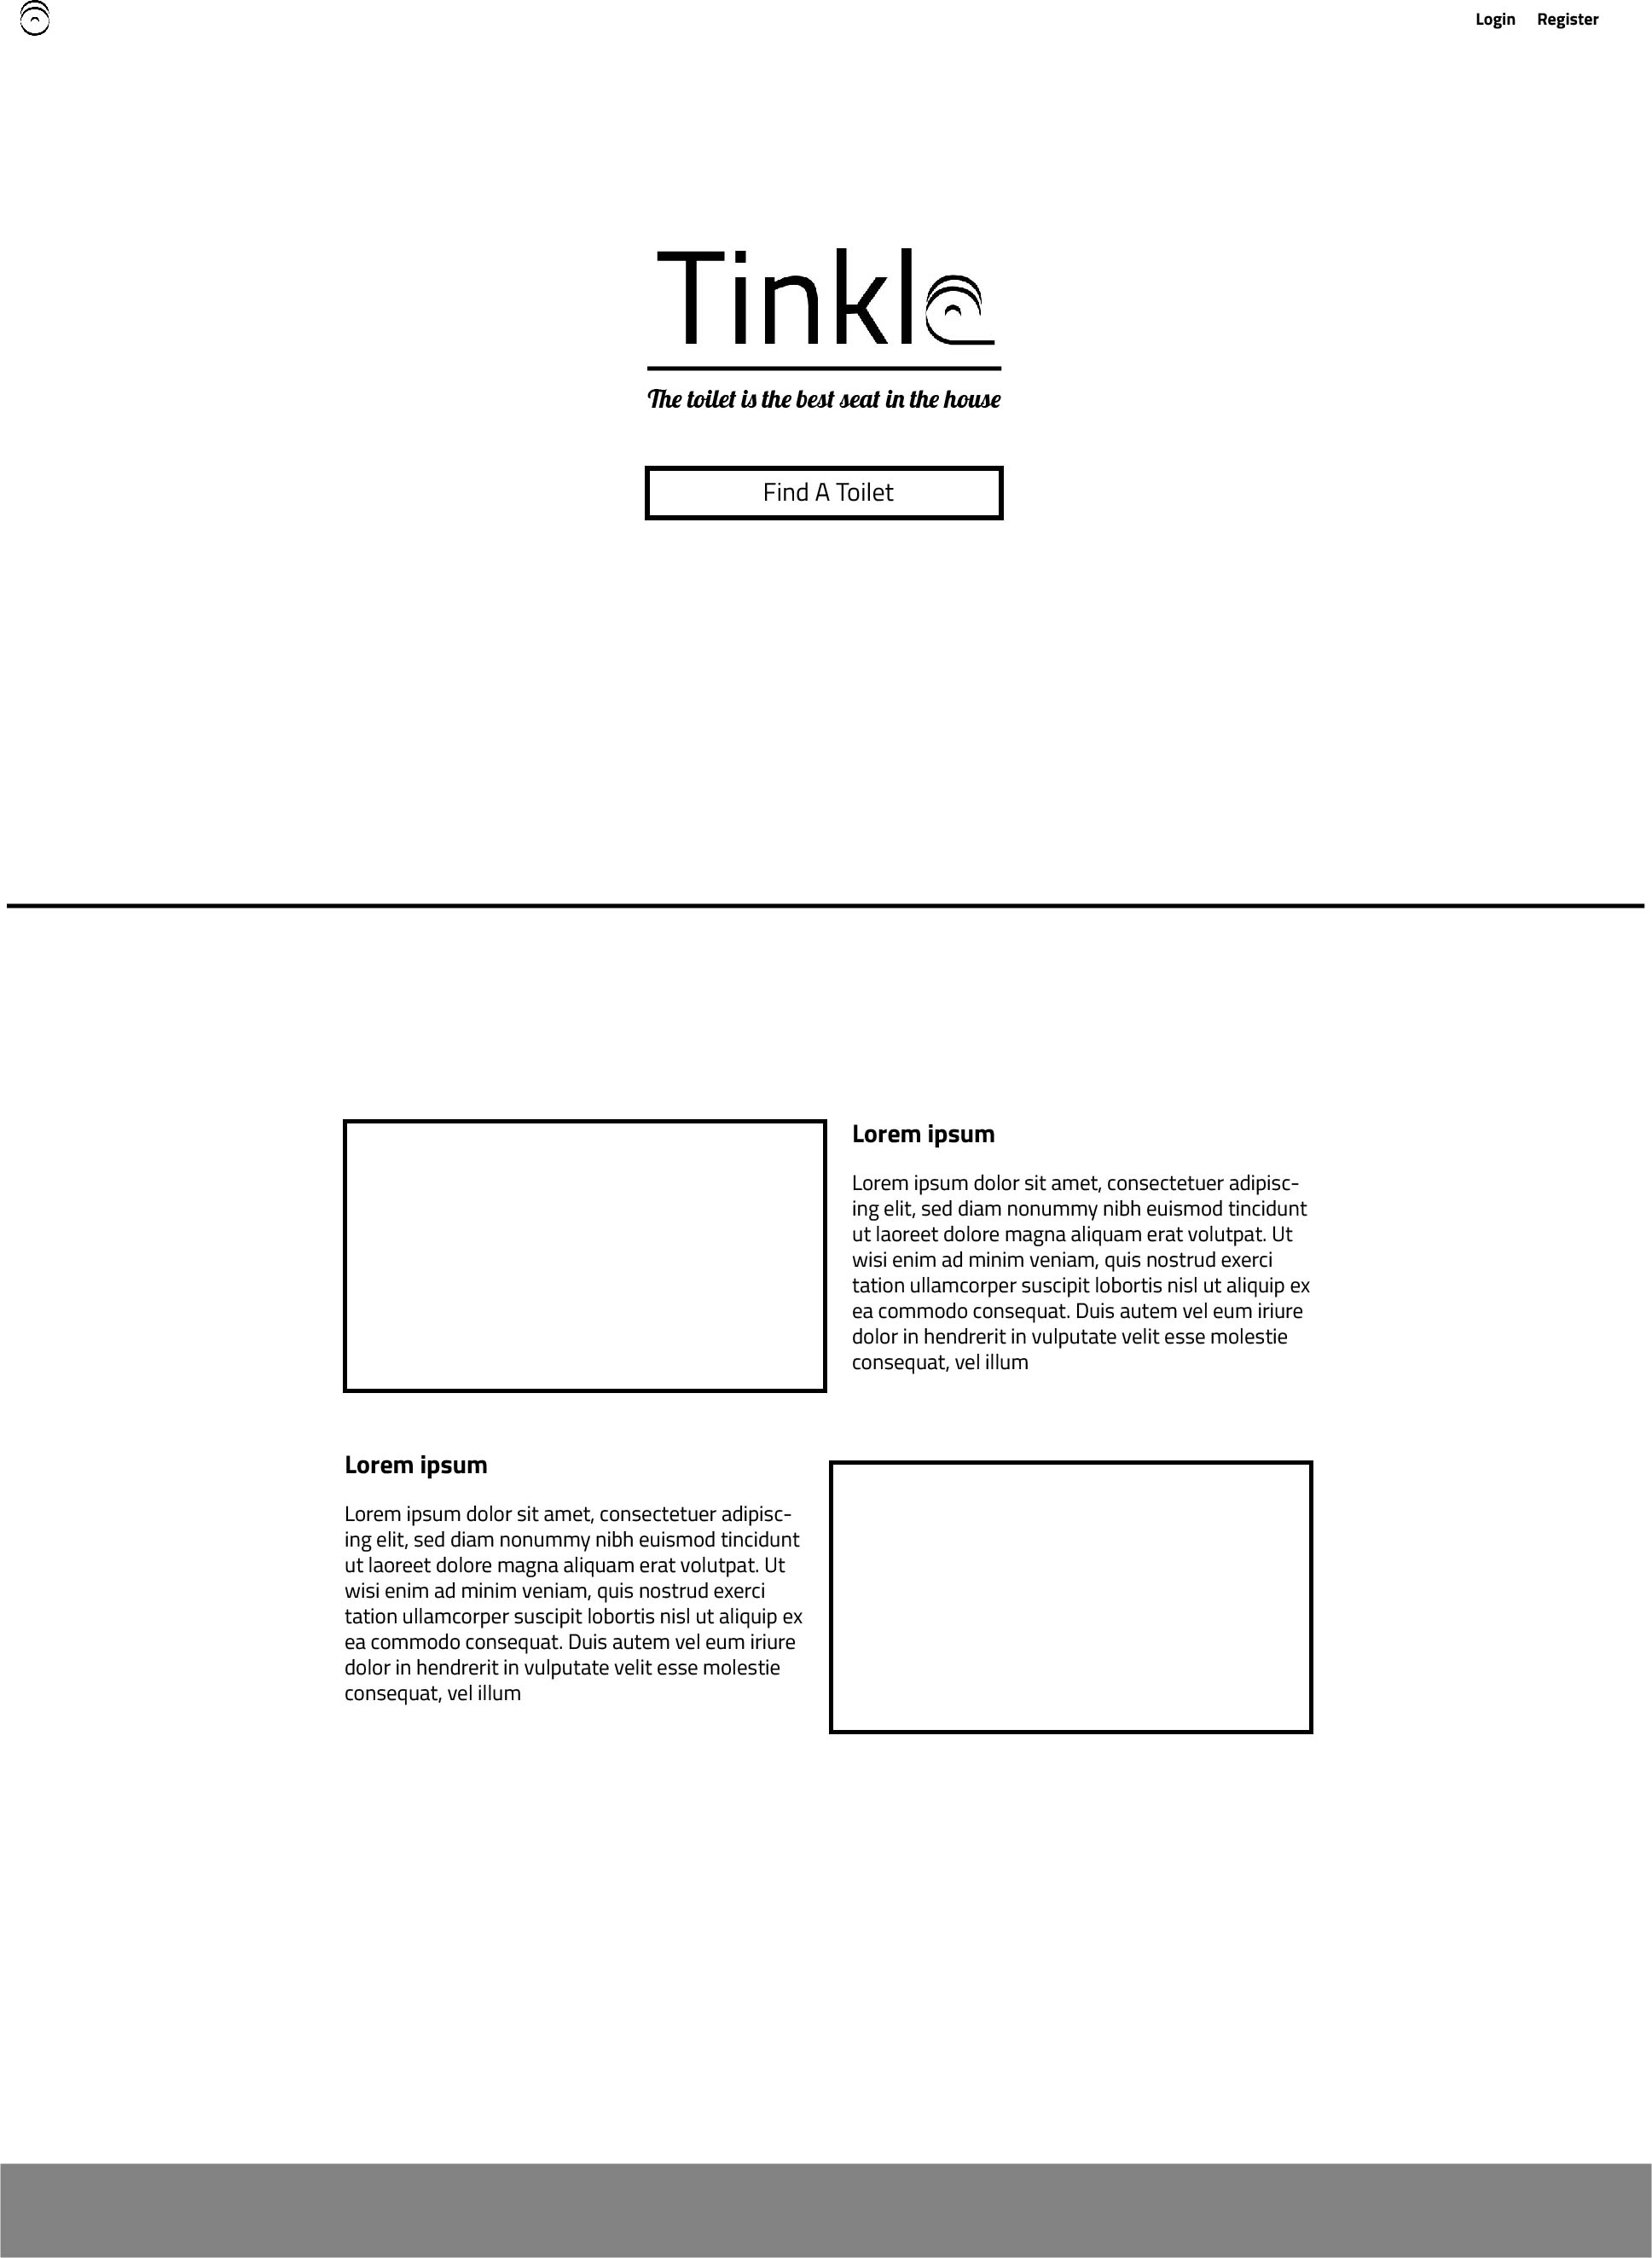 Login Register
Tinkle
The toilet is the best seat in the house
Find A Toilet
Lorem ipsum
Lorem ipsum dolor sit amet, consectetuer adipisc-
ing elit, sed diam nonummy nibh euismod tincidunt
ut laoreet dolore magna aliquam erat volutpat. Ut
wisi enim ad minim veniam, quis nostrud exerci
tation ullamcorper suscipit lobortis nisl ut aliquip ex
ea commodo consequat. Duis autem vel eum iriure
dolor in hendrerit in vulputate velit esse molestie
consequat, vel illum
Lorem ipsum
Lorem ipsum dolor sit amet, consectetuer adipisc-
ing elit, sed diam nonummy nibh euismod tincidunt
ut laoreet dolore magna aliquam erat volutpat. Ut
wisi enim ad minim veniam, quis nostrud exerci
tation ullamcorper suscipit lobortis nisl ut aliquip ex
ea commodo consequat. Duis autem vel eum iriure
dolor in hendrerit in vulputate velit esse molestie
consequat, vel illum